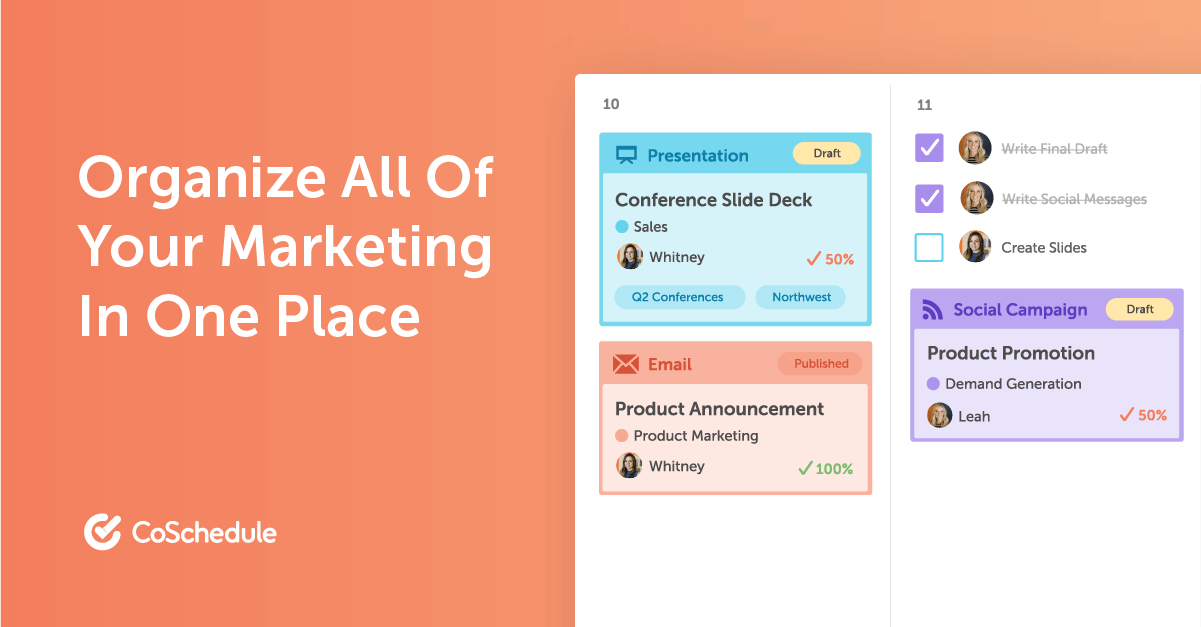 Organize All Of
Your Marketing
In One Place
CoSchedule
10
Presentation
Draft
Conference Slide Deck
Sales
Whitney
50%
Q2 Conferences
Northwest
Email
Published
Product Announcement
Product Marketing
Whitney
100%
11
Write Final Draft
Write Social Messages
Create Slides
Social Campaign
Draft
Product Promotion
Demand Generation
Leah
50%